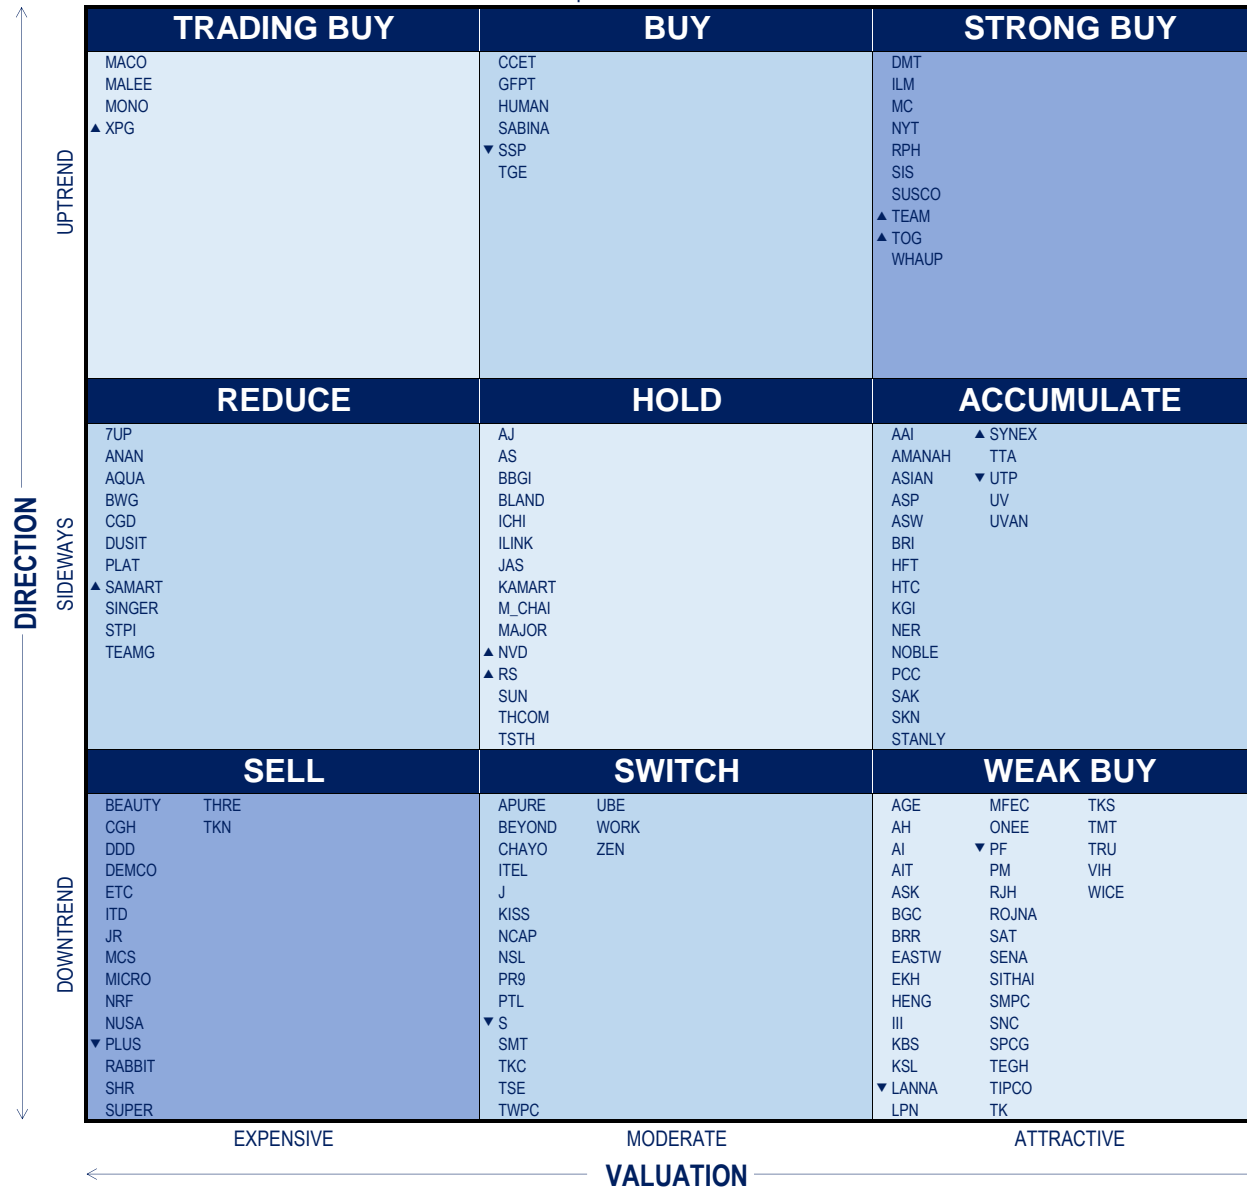 TRADING BUY BUY STRONG BUY
MACO CCET DMT
MALEE GFPT ILM
MONO HUMAN MC
▲ XPG SABINA NYT
▼ SSP RPH
TGE SIS
SUSCO
▲ TEAM
▲ TOG
WHAUP
UPTREND
REDUCE HOLD ACCUMULATE
7UP AJ AAI ▲ SYNEX
ANAN AS AMANAH TTA
AQUA BBGI ASIAN ▼ UTP
BWG BLAND ASP UV
CGD ICHI ASW UVAN
DUSIT ILINK BRI
PLAT JAS HFT
▲ SAMART KAMART HTC
SINGER M_CHAI KGI
STPI MAJOR NER
TEAMG ▲ NVD NOBLE
▲ RS PCC
SUN SAK
THCOM SKN
TSTH STANLY
DIRECTION
SIDEWAYS
SELL SWITCH WEAK BUY
BEAUTY THRE APURE UBE AGE MFEC TKS
CGH TKN BEYOND WORK AH ONEE TMT
DDD CHAYO ZEN AI ▼ PF TRU
DEMCO ITEL AIT PM VIH
ETC J ASK RJH WICE
ITD KISS BGC ROJNA
JR NCAP BRR SAT
MCS NSL EASTW SENA
MICRO PR9 EKH SITHAI
NRF PTL HENG SMPC
NUSA ▼ S III SNC
▼ PLUS SMT KBS SPCG
RABBIT TKC KSL TEGH
SHR TSE ▼ LANNA TIPCO
SUPER TWPC LPN TK
DOWNTREND
EXPENSIVE MODERATE ATTRACTIVE
VALUATION